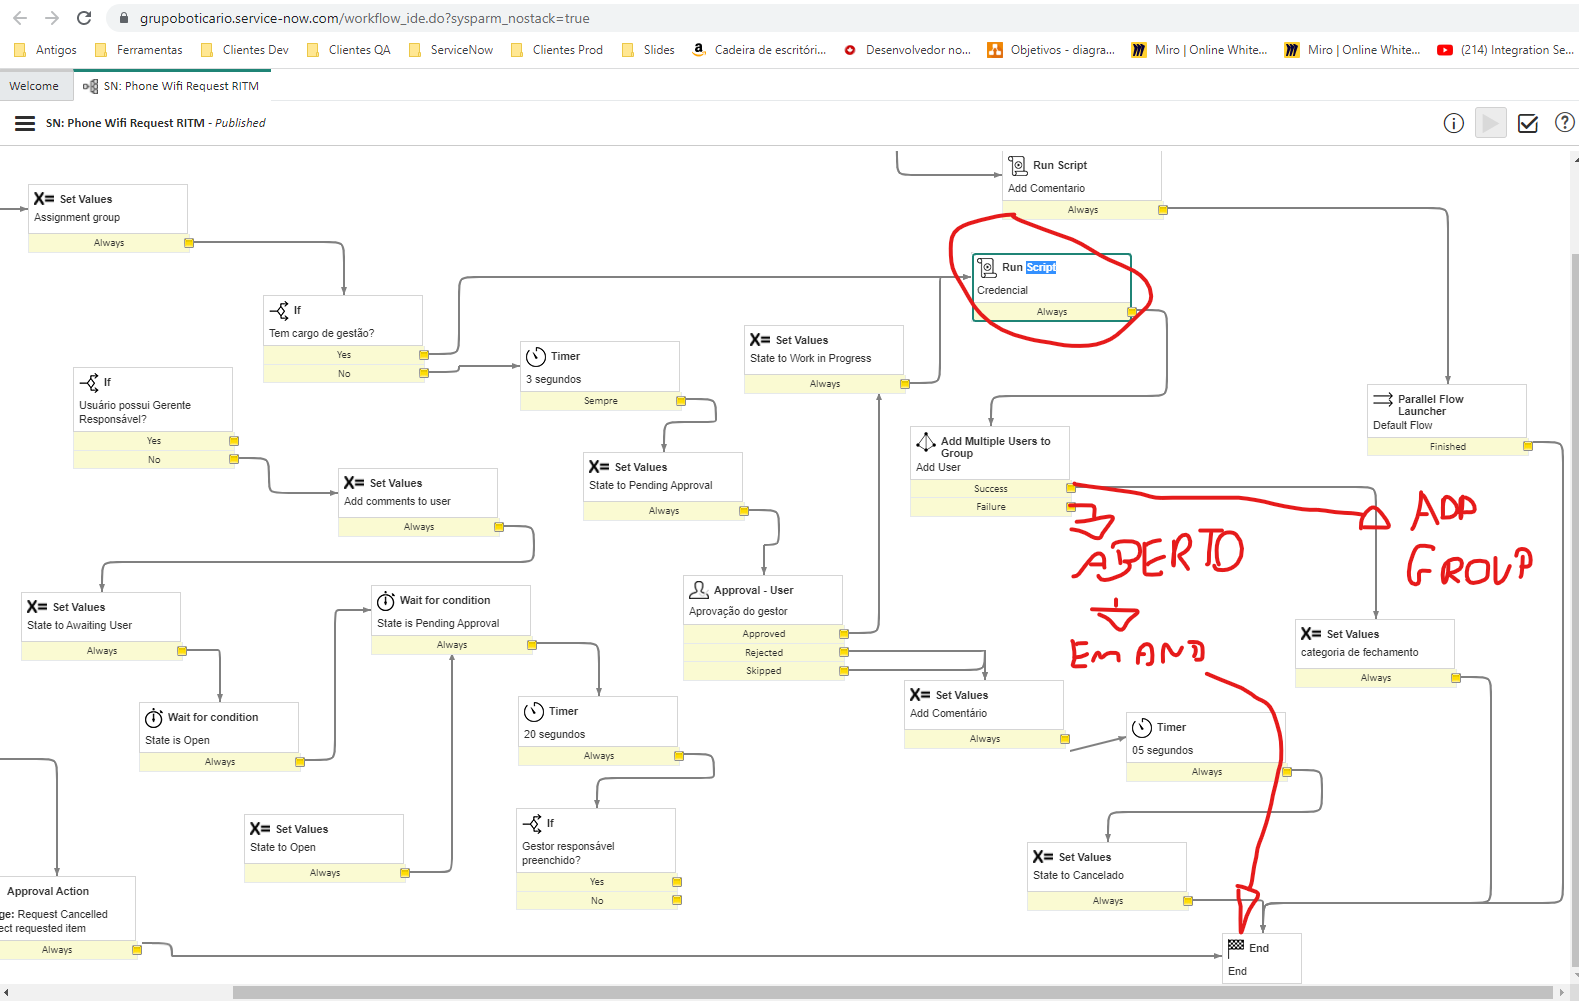 grupoboticario.service-now.com/workflow_ide.do?sysparm_nostack=true
Antigos
Ferramentas
Clientes Dev
Clientes QA
ServiceNow
Clientes Prod
Slides
Cadeira de escritóri...
Desenvolvedor no...
Objetivos - diagra...
Miro | Online White...
Miro | Online White...
(214) Integration Se...
Welcome
SN: Phone Wifi Request RITM
SN: Phone Wifi Request RITM - Published
Run Script
Add Comentario
Always
Set Values
Assignment group
Always
Run Script
Credencial
Always
If
Tem cargo de gestão?
Yes
No
Set Values
State to Work in Progress
Always
Timer
3 segundos
Sempre
If
Usuário possui Gerente
Responsável?
Yes
No
Parallel Flow
Launcher
Default Flow
Finished
Add Multiple Users to
Group
Add User
Success
Failure
Set Values
State to Pending Approval
Always
Set Values
Add comments to user
Always
ADD
GROUP
ABERTO
EM AND
Approval - User
Aprovação do gestor
Approved
Rejected
Skipped
Wait for condition
State is Pending Approval
Always
Set Values
State to Awaiting User
Always
Set Values
categoria de fechamento
Always
Set Values
Add Comentário
Always
Timer
05 segundos
Always
Wait for condition
State is Open
Always
Timer
20 segundos
Always
Set Values
State to Open
Always
If
Gestor responsável
preenchido?
Yes
No
Set Values
State to Cancelado
Always
Approval Action
ge: Request Cancelled
ect requested item
Always
End
End